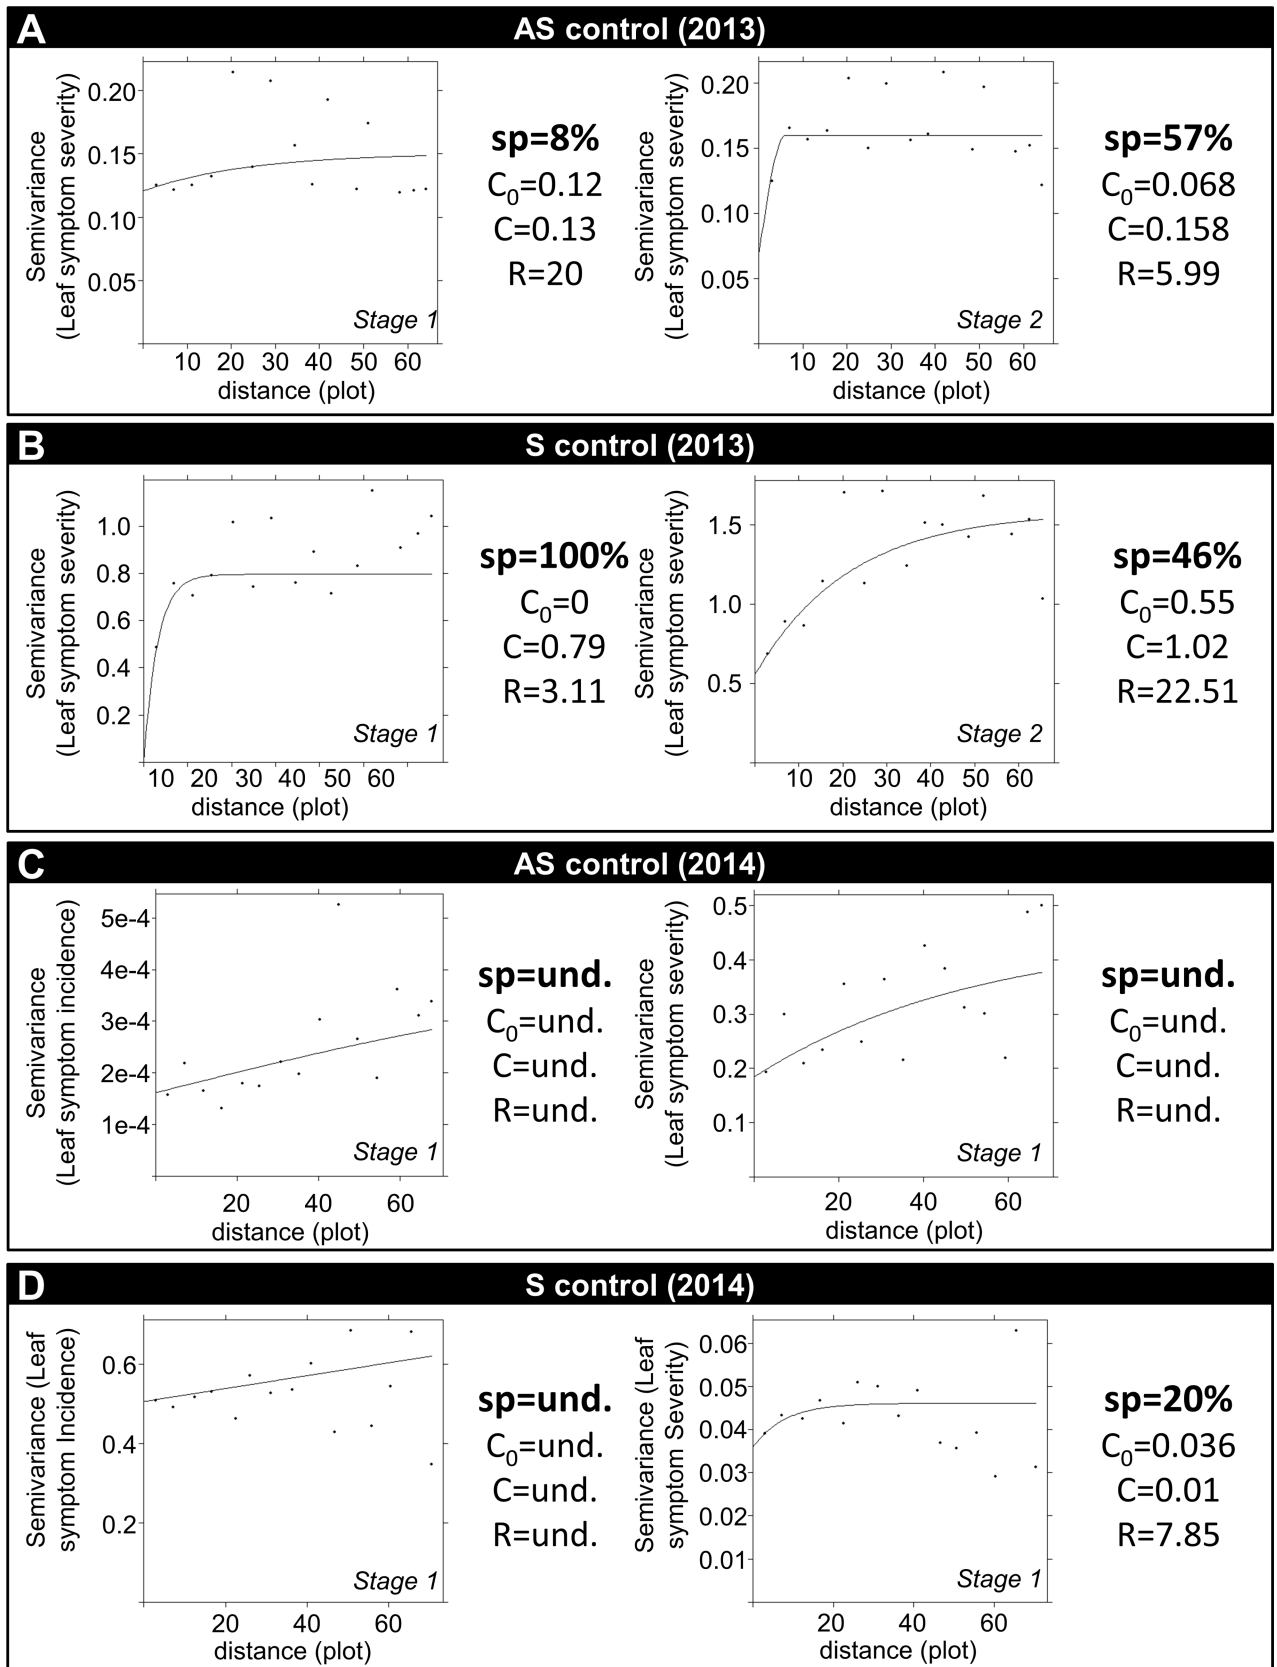 A
AS control (2013)
Semivariance
(Leaf symptom severity)
0.20
0.15
0.10
0.05
Stage 1
10 20 30 40 50 60
distance (plot)
sp=8%
C0=0.12
C=0.13
R=20
Semivariance
(Leaf symptom severity)
0.20
0.15
0.10
0.05
Stage 2
10 20 30 40 50 60
distance (plot)
sp=57%
C0=0.068
C=0.158
R=5.99
B
S control (2013)
Semivariance
(Leaf symptom severity)
1.0
0.8
0.6
0.4
0.2
Stage 1
10 20 30 40 50 60
distance (plot)
sp=100%
C0=0
C=0.79
R=3.11
Semivariance
(Leaf symptom severity)
1.5
1.0
0.5
Stage 2
10 20 30 40 50 60
distance (plot)
sp=46%
C0=0.55
C=1.02
R=22.51
C
AS control (2014)
Semivariance
(Leaf symptom incidence)
5e-4
4e-4
3e-4
2e-4
1e-4
Stage 1
20 40 60
distance (plot)
sp=und.
C0=und.
C=und.
R=und.
Semivariance
(Leaf symptom severity)
0.5
0.4
0.3
0.2
0.1
Stage 1
20 40 60
distance (plot)
sp=und.
C0=und.
C=und.
R=und.
D
S control (2014)
Semivariance (Leaf
symptom Incidence)
0.6
0.4
0.2
Stage 1
20 40 60
distance (plot)
sp=und.
C0=und.
C=und.
R=und.
Semivariance (Leaf
symptom Severity)
0.06
0.05
0.04
0.03
0.02
0.01
Stage 1
20 40 60
distance (plot)
sp=20%
C0=0.036
C=0.01
R=7.85